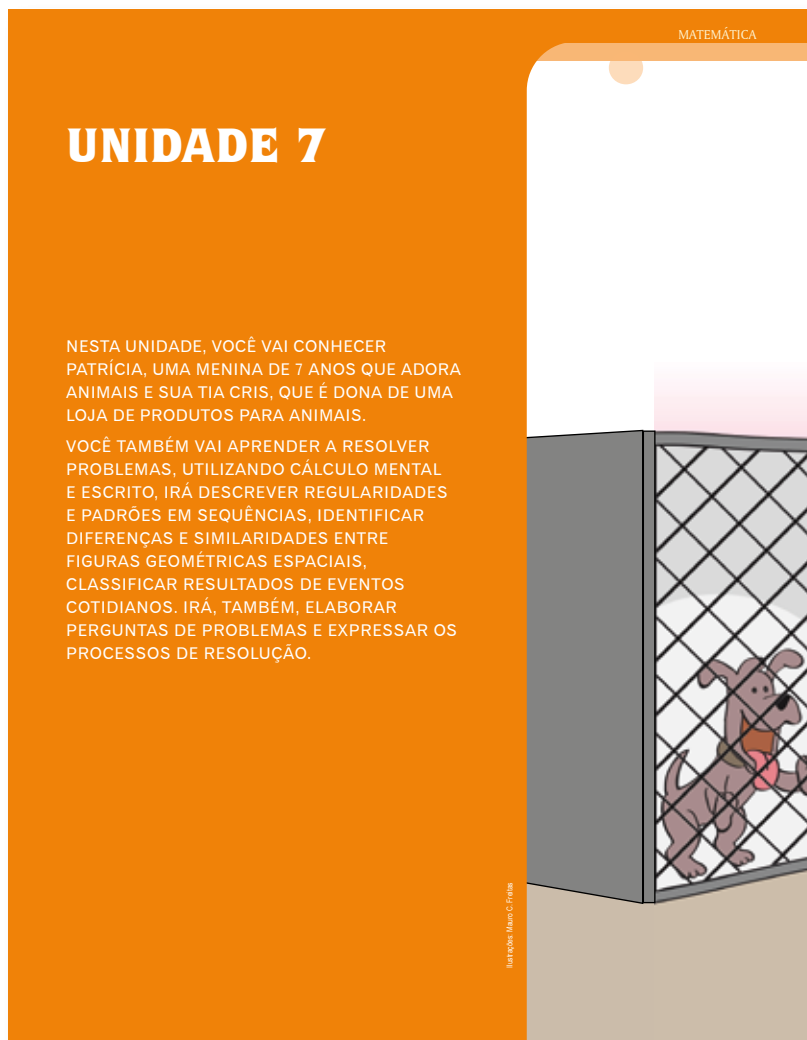 MATEMÁTICA
UNIDADE 7
NESTA UNIDADE, VOCÊ VAI CONHECER
PATRÍCIA, UMA MENINA DE 7 ANOS QUE ADORA
ANIMAIS E SUA TIA CRIS, QUE É DONA DE UMA
LOJA DE PRODUTOS PARA ANIMAIS.
VOCÊ TAMBÉM VAI APRENDER A RESOLVER
PROBLEMAS, UTILIZANDO CÁLCULO MENTAL
E ESCRITO, IRÁ DESCREVER REGULARIDADES
E PADRÕES EM SEQUÊNCIAS, IDENTIFICAR
DIFERENÇAS E SIMILARIDADES ENTRE
FIGURAS GEOMÉTRICAS ESPACIAIS,
CLASSIFICAR RESULTADOS DE EVENTOS
COTIDIANOS. IRÁ, TAMBÉM, ELABORAR
PERGUNTAS DE PROBLEMAS E EXPRESSAR OS
PROCESSOS DE RESOLUÇÃO.
Ilustrações: Mauro C. Freitas